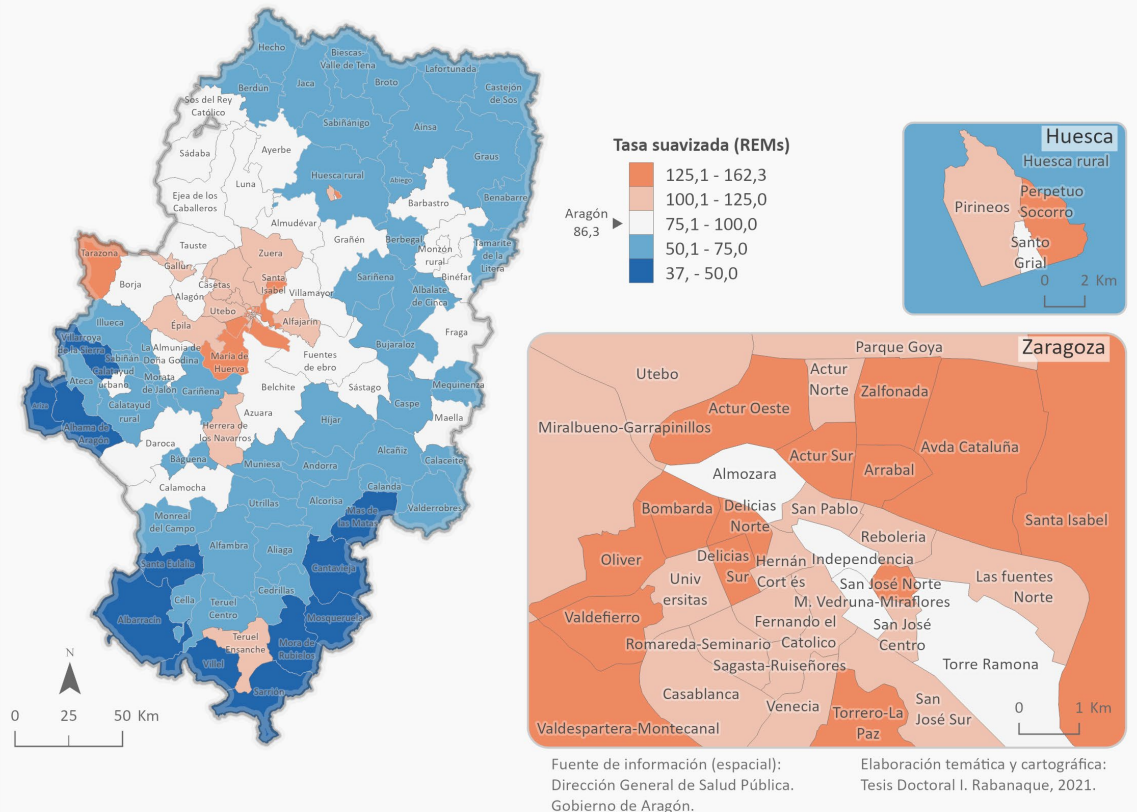 Hecho
Biescas-
Valle de Tena
Lafortunada
Jaca
Broto
Castejón
de Sos
Berdún
Sos del Rey
Católico
Sabiñánigo
Ainsa
Sádaba
Ayerbe
Graus
Luna
Huesca rural
Abiego
Ejea de los
Caballeros
Barbastro
Benabarre
Almudévar
Tauste
Grañén
Berbegal
Monzón
rural
Tamarite
de la
Litera
Tarazona
Gallur
Zuera
Binéfar
Borja
Casetas
Santa
Isabel
Sariñena
Alagón
Villamayor
Albalate
de Cinca
Utebo
Illueca
Épila
Alfajarin
Fraga
Villarroya
de la Sierra
Sabiñán
La Almunia de
Doña Godina
María de
Huerva
Bujaraloz
Calatayud
urbano
Fuentes
de ebro
Ateca
Morata
de Jalón
Cariñena
Belchite
Sástago
Mequinenza
Ariza
Calatayud
rural
Caspe
Alhama de
Aragón
Azuara
Híjar
Maella
Daroca
Herrera de
los Navarros
Báguena
Muniesa
Andorra
Alcañiz
Calaceite
Calamocha
Calanda
Utrillas
Alcorisa
Valderrobres
Monreal
del Campo
Mas de
las Matas
Alfambra
Aliaga
Santa Eulalia
Cantavieja
Cedrillas
Cella
Teruel
Centro
Albarracín
Mosqueruela
Teruel
Ensanche
Mora de
Rubielos
Villel
Sarrión
N
0 25 50 Km
Tasa suavizada (REMs)
125,1 - 162,3
100,1 - 125,0
Aragón
86,3
75,1 - 100,0
50,1 - 75,0
37, - 50,0
Huesca
Huesca rural
Perpetuo
Socorro
Pirineos
Santo
Grial
0 2 Km
Zaragoza
Parque Goya
Utebo
Actur
Norte
Zalfonada
Actur Oeste
Miralbueno-Garrapinillos
Avda Cataluña
Actur Sur
Arrabal
Almozara
Bombarda
Delicias
Norte
San Pablo
Santa Isabel
Reboleria
Oliver
Delicias
Sur
Hernán
Cort és
Independencia
Univ
ersitas
San José Norte
Las fuentes
Norte
M. Vedruna-Miraflores
Valdefierro
Fernando el
Catolico
San José
Centro
Romareda-Seminario
Sagasta-Ruiseñores
Torre Ramona
Casablanca
Venecia
San
José Sur
Valdespartera-Montecanal
Torrero-La
Paz
0 1 Km
Fuente de información (espacial):
Dirección General de Salud Pública.
Gobierno de Aragón.
Elaboración temática y cartográfica:
Tesis Doctoral I. Rabanaque, 2021.